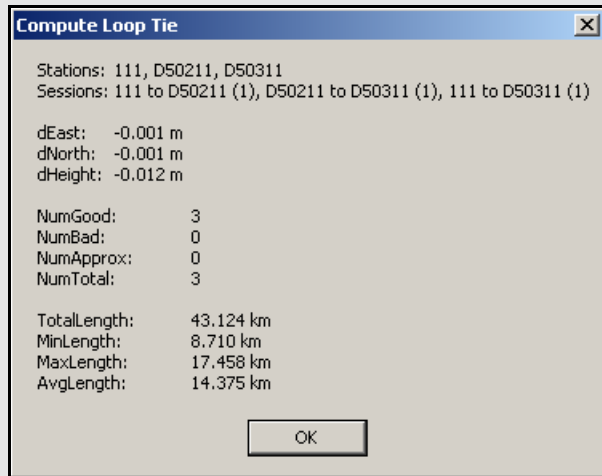 Compute Loop Tie
Stations: 111, D50211, D50311
Sessions: 111 to D50211 (1), D50211 to D50311 (1), 111 to D50311 (1)
dEast: -0.001 m
dNorth: -0.001 m
dHeight: -0.012 m
NumGood: 3
NumBad: 0
NumApprox: 0
NumTotal: 3
TotalLength: 43.124 km
MinLength: 8.710 km
MaxLength: 17.458 km
AvgLength: 14.375 km
OK